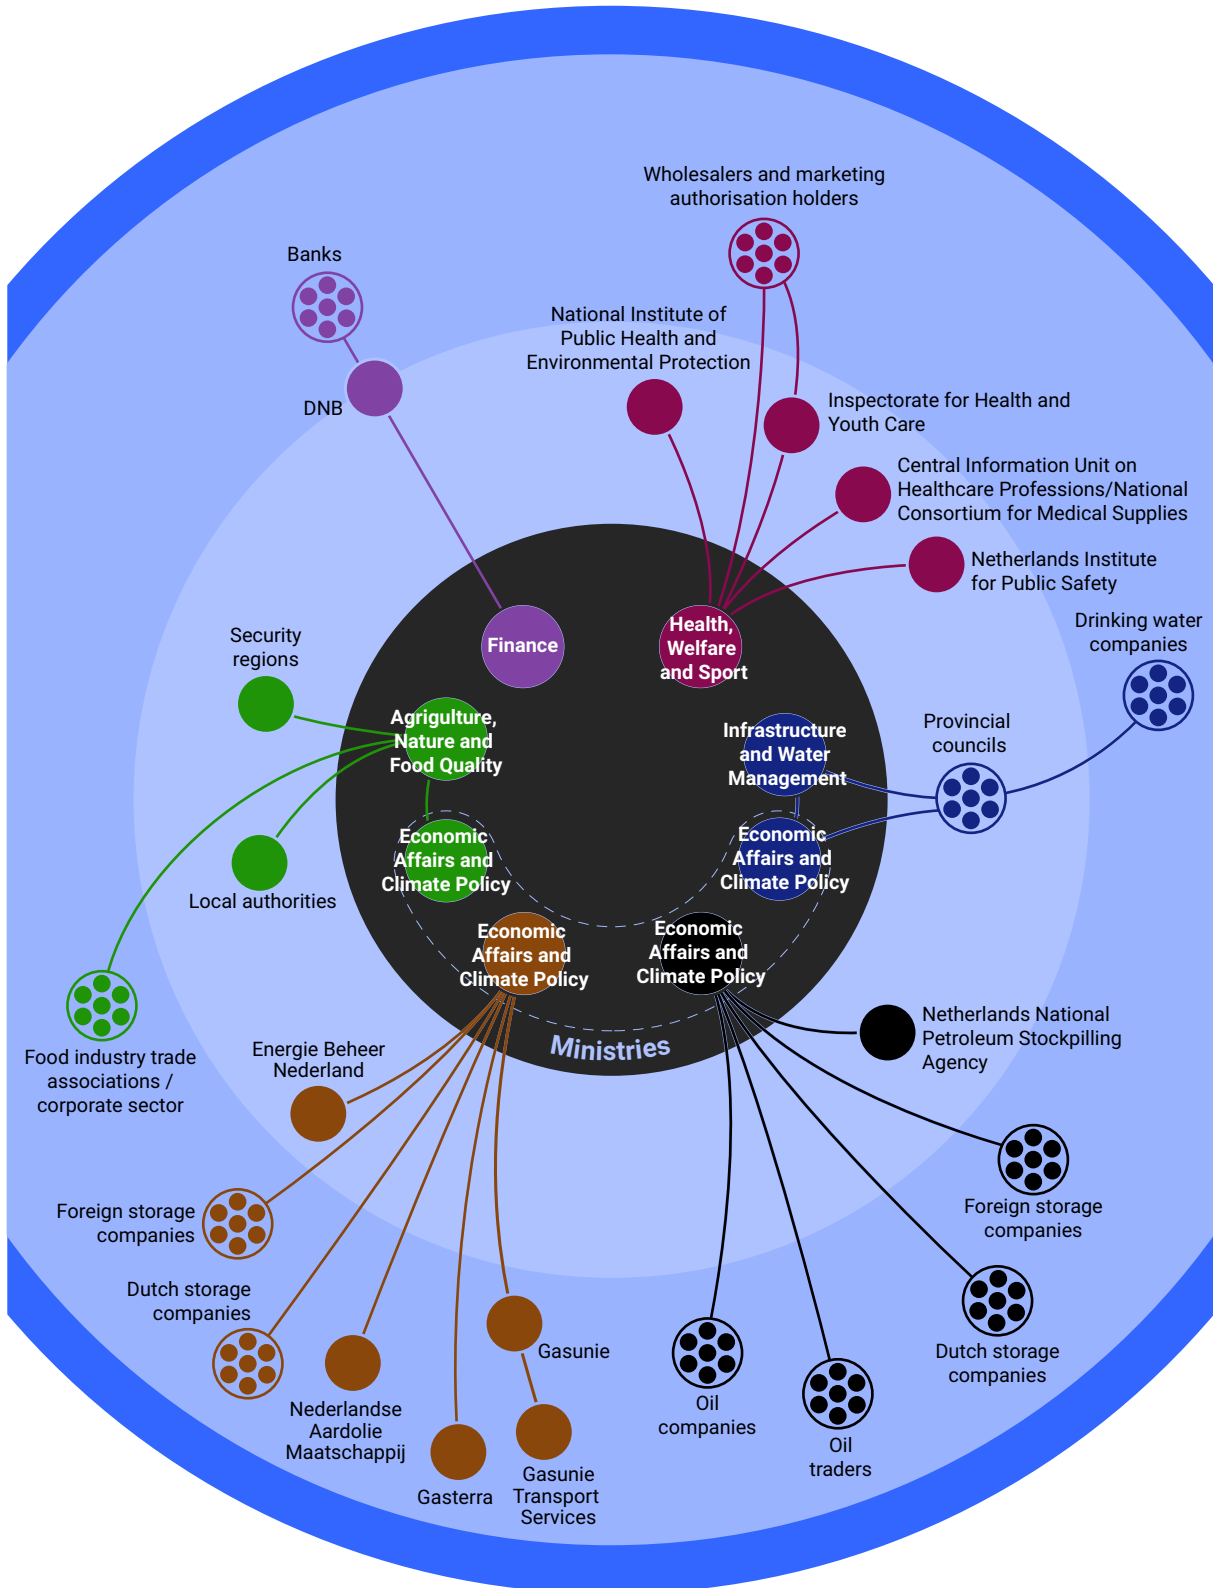 Wholesalers and marketing
authorisation holders
Banks
National Institute of
Public Health and
Environmental Protection
DNB
Inspectorate for Health and
Youth Care
Central Information Unit on
Healthcare Professions/National
Consortium for Medical Supplies
Netherlands Institute
for Public Safety
Drinking water
companies
Security
regions
Finance
Health,
Welfare
and Sport
Provincial
councils
Agrigulture,
Nature and
Food Quality
Infrastructure
and Water
Management
Economic
Affairs and
Climate Policy
Economic
Affairs and
Climate Policy
Local authorities
Economic
Affairs and
Climate Policy
Economic
Affairs and
Climate Policy
Ministries
Netherlands National
Petroleum Stockpilling
Agency
Food industry trade
associations /
corporate sector
Energie Beheer
Nederland
Foreign storage
companies
Foreign storage
companies
Dutch storage
companies
Gasunie
Dutch storage
companies
Nederlandse
Aardolie
Maatschappij
Oil
companies
Oil
traders
Gasterra
Gasunie
Transport
Services